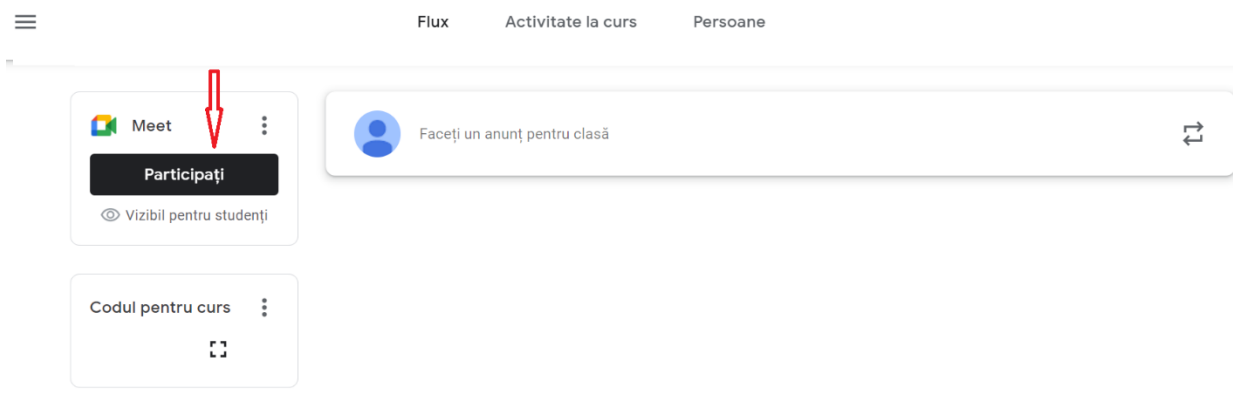 Flux Activitate la curs Persoane
Meet
Participați
Vizibil pentru studenți
Faceți un anunț pentru clasă
Codul pentru curs